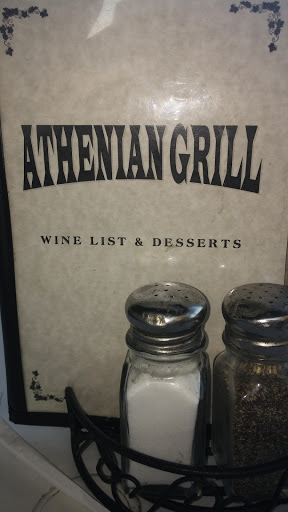 ATHENIAN GRILL
WINE LIST & DESSERTS